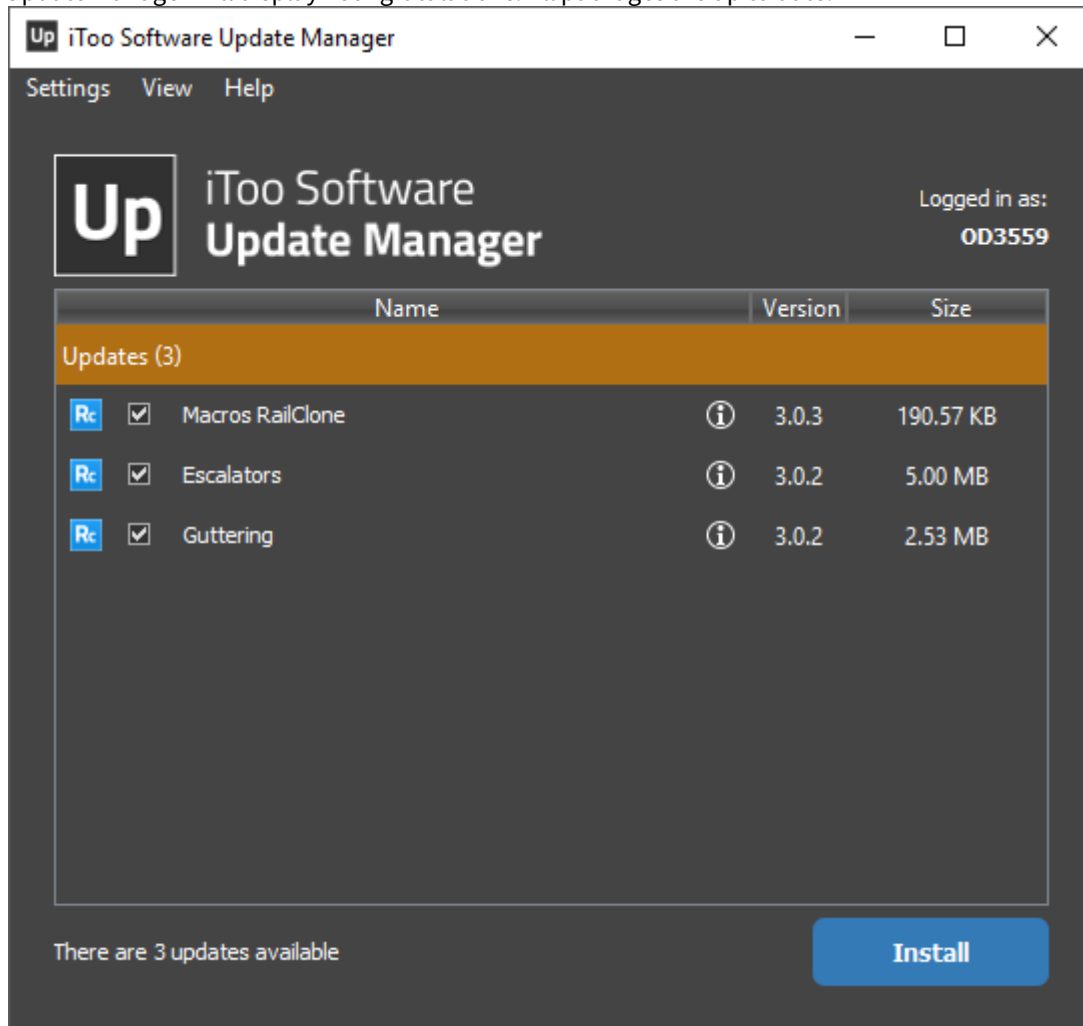 Up iToo Software Update Manager
Settings View Help
Up
iToo Software
Update Manager
Logged in as:
OD3559
Name Version Size
Updates (3)
Rc Macros RailClone 3.0.3 190.57 KB
Rc Escalators 3.0.2 5.00 MB
Rc Guttering 3.0.2 2.53 MB
There are 3 updates available
Install